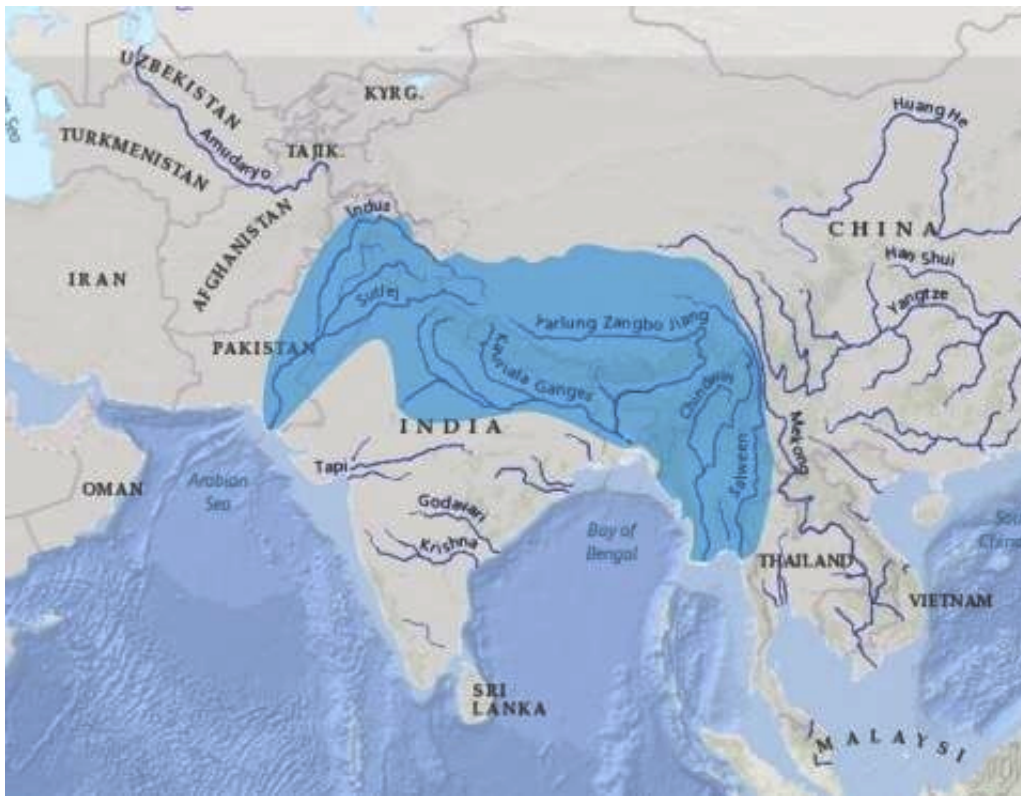 UZBEKISTAN
KYRG.
Huang He
TURKMENISTAN
Amudaryo
TAJIK.
Indus
CHINA
Han Shui
IRAN
AFGHANISTAN
Sutlej
Yangtze
Parlung Zangbo Jiang
PAKISTAN
Ganges
Chindwin
INDIA
Mekong
Tapi
Salween
OMAN
Arabian
Sea
Godavari
Krishna
Bay of
Bengal
THAILAND
VIETNAM
SRI
LANKA
MALAYSI